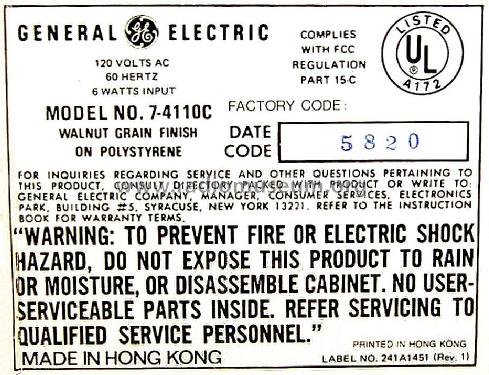 GENERAL GE ELECTRIC
120 VOLTS AC
60 HERTZ
6 WATTS INPUT
COMPLIES
WITH FCC
REGULATION
PART 15-C
LISTED
UL®
A172
MODEL NO. 7-4110C
WALNUT GRAIN FINISH
ON POLYSTYRENE
FACTORY CODE:
DATE
CODE
5820
FOR INQUIRIES REGARDING SERVICE AND OTHER QUESTIONS PERTAINING TO
THIS PRODUCT, CONSULT DIRECTORY PACKED WITH PRODUCT OR WRITE TO:
GENERAL ELECTRIC COMPANY, MANAGER, CONSUMER SERVICES, ELECTRONICS
PARK, BUILDING #5, SYRACUSE, NEW YORK 13221. REFER TO THE INSTRUCTION
BOOK FOR WARRANTY TERMS.
"WARNING: TO PREVENT FIRE OR ELECTRIC SHOCK
HAZARD, DO NOT EXPOSE THIS PRODUCT TO RAIN
OR MOISTURE, OR DISASSEMBLE CABINET. NO USER-
SERVICEABLE PARTS INSIDE. REFER SERVICING TO
QUALIFIED SERVICE PERSONNEL."
MADE IN HONG KONG
PRINTED IN HONG KONG
LABEL NO. 241A1451 (Rev. 1)